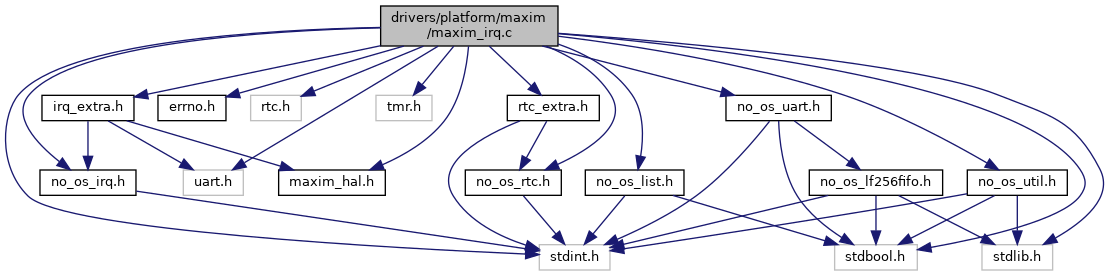 drivers/platform/maxim
/maxim_irq.c
irq_extra.h
errno.h
rtc.h
tmr.h
rtc_extra.h
no_os_uart.h
no_os_irq.h
uart.h
maxim_hal.h
no_os_rtc.h
no_os_list.h
no_os_lf256fifo.h
no_os_util.h
stdint.h
stdbool.h
stdlib.h